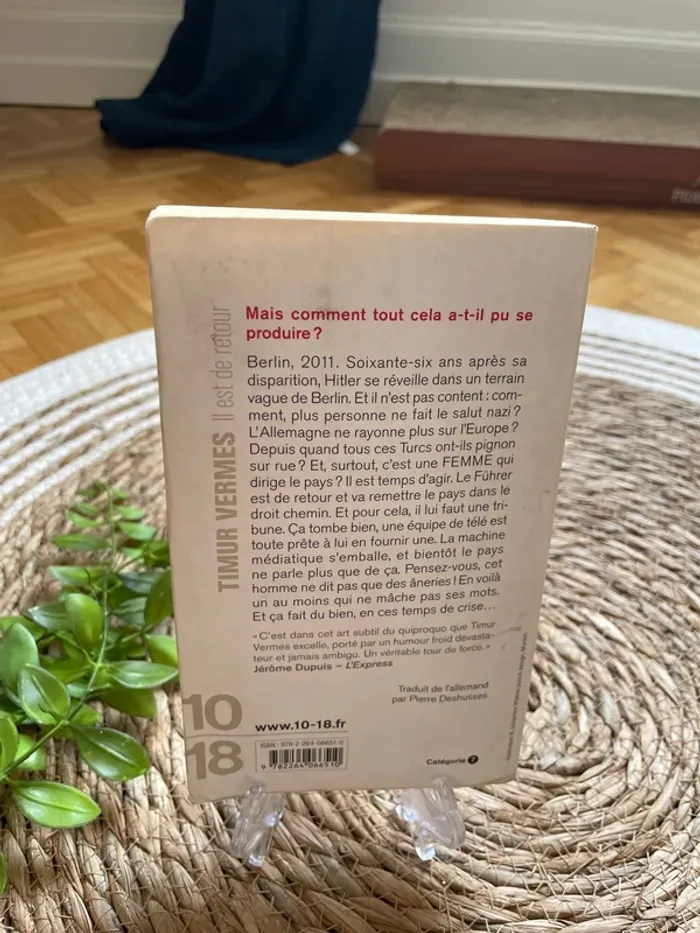 TIMUR VERMES Il est de retour
Mais comment tout cela a-t-il pu se
produire ?
Berlin, 2011. Soixante-six ans après sa
disparition, Hitler se réveille dans un terrain
vague de Berlin. Et il n'est pas content : com-
ment, plus personne ne fait le salut nazi ?
L'Allemagne ne rayonne plus sur l'Europe ?
Depuis quand tous ces Turcs ont-ils pignon
sur rue ? Et, surtout, c'est une FEMME qui
dirige le pays ? Il est temps d'agir. Le Führer
est de retour et va remettre le pays dans le
droit chemin. Et pour cela, il lui faut une tri-
bune. Ça tombe bien, une équipe de télé est
toute prête à lui en fournir une. La machine
médiatique s'emballe, et bientôt le pays
ne parle plus que de ça. Pensez-vous, cet
homme ne dit pas que des âneries ! En voilà
un au moins qui ne mâche pas ses mots.
Et ça fait du bien, en ces temps de crise...
« C'est dans cet art subtil du quiproquo que Timur
Vermes excelle, porté par un humour froid dévasta-
teur et jamais ambigu. Un véritable tour de force. »
Jérôme Dupuis – L'Express
Traduit de l'allemand
par Pierre Deshusses
10
18
www.10-18.fr
ISBN : 978-2-264-06651-0
9 782264 066510
Catégorie 7